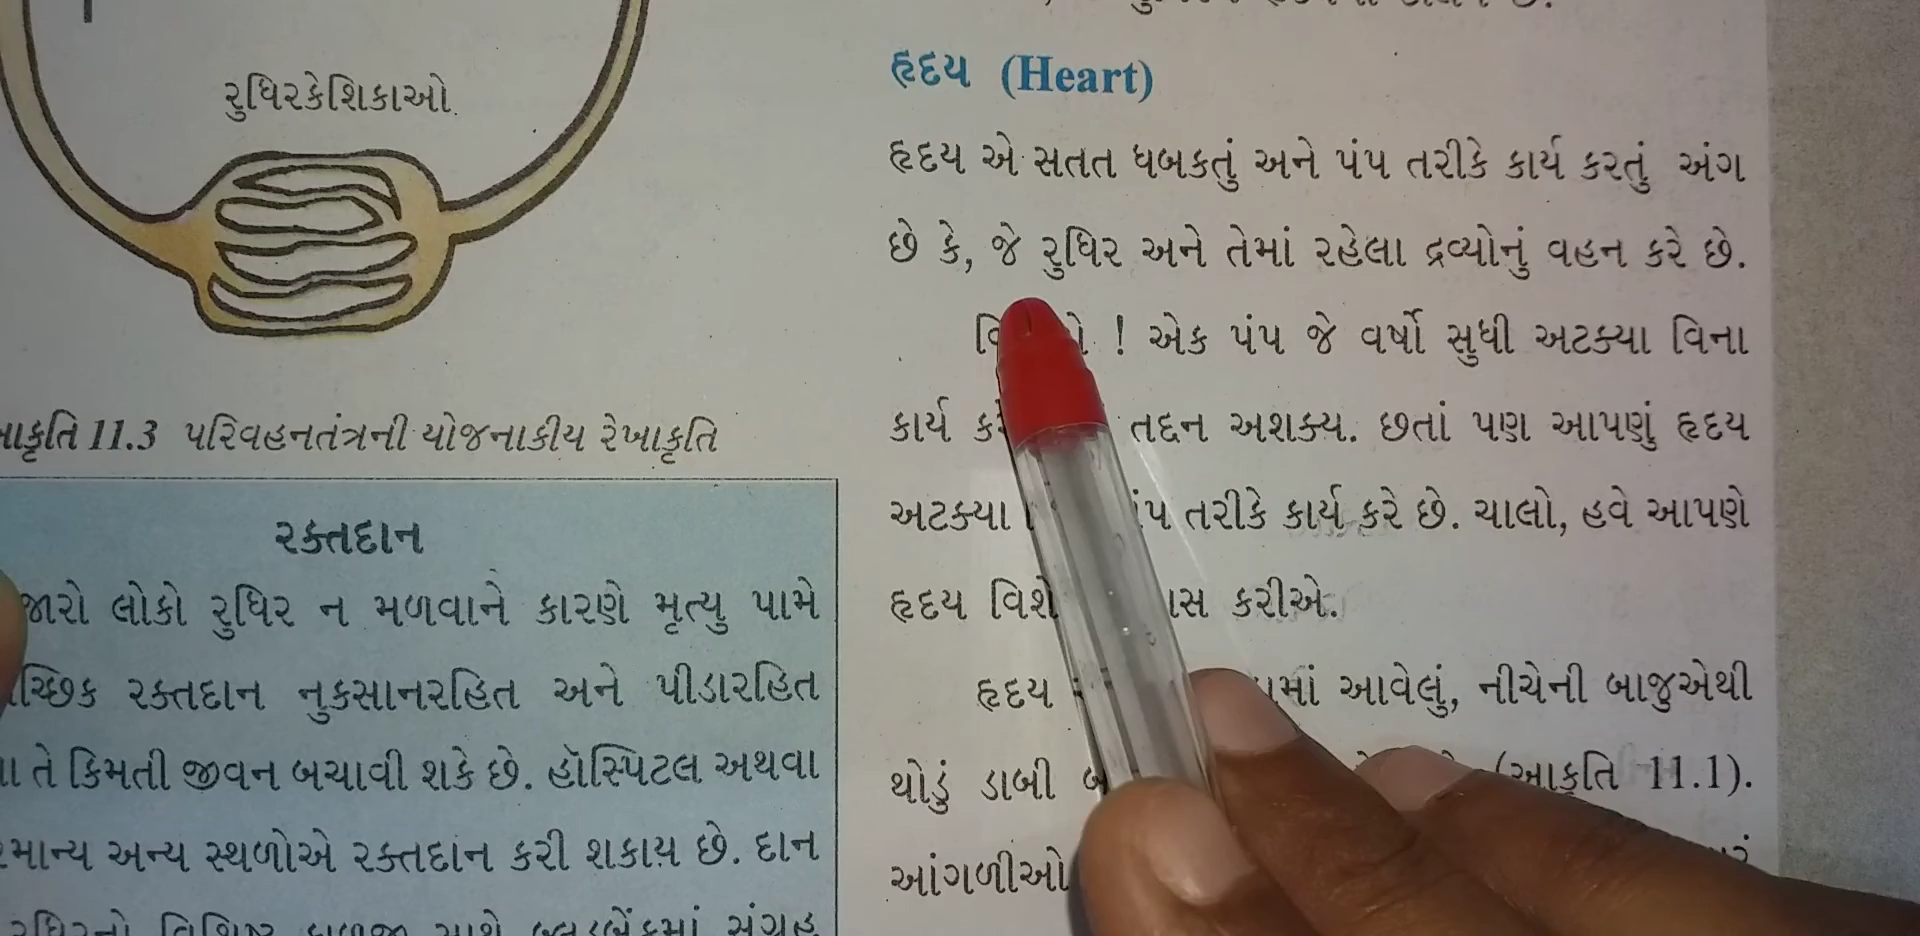 રુધિરકેશિકાઓ
11.3 પરિવહનતંત્રની યોજનાકીય રેખાકૃતિ
રક્તદાન
લોકો રુધિર ન મળવાને કારણે મૃત્યુ પામે
રક્તદાન નુકસાનરહિત અને પીડારહિત
તે કિમતી જીવન બચાવી શકે છે. હૉસ્પિટલ અથવા
અન્ય સ્થળોએ રક્તદાન કરી શકાય છે. દાન
હૃદય (Heart)
હૃદય એ સતત ધબકતું અને પંપ તરીકે કાર્ય કરતું અંગ
છે કે, જે રુધિર અને તેમાં રહેલા દ્રવ્યોનું વહન કરે છે.
! એક પંપ જે વર્ષો સુધી અટક્યા વિના
કાર્ય તદ્દન અશક્ય. છતાં પણ આપણું હૃદય
અટક્યા તરીકે કાર્ય કરે છે. ચાલો, હવે આપણે
હૃદય વિશે કરીએ.
હૃદય આવેલું, નીચેની બાજુએથી
થોડું ડાબી (આકૃતિ 11.1).
આંગળીઓ